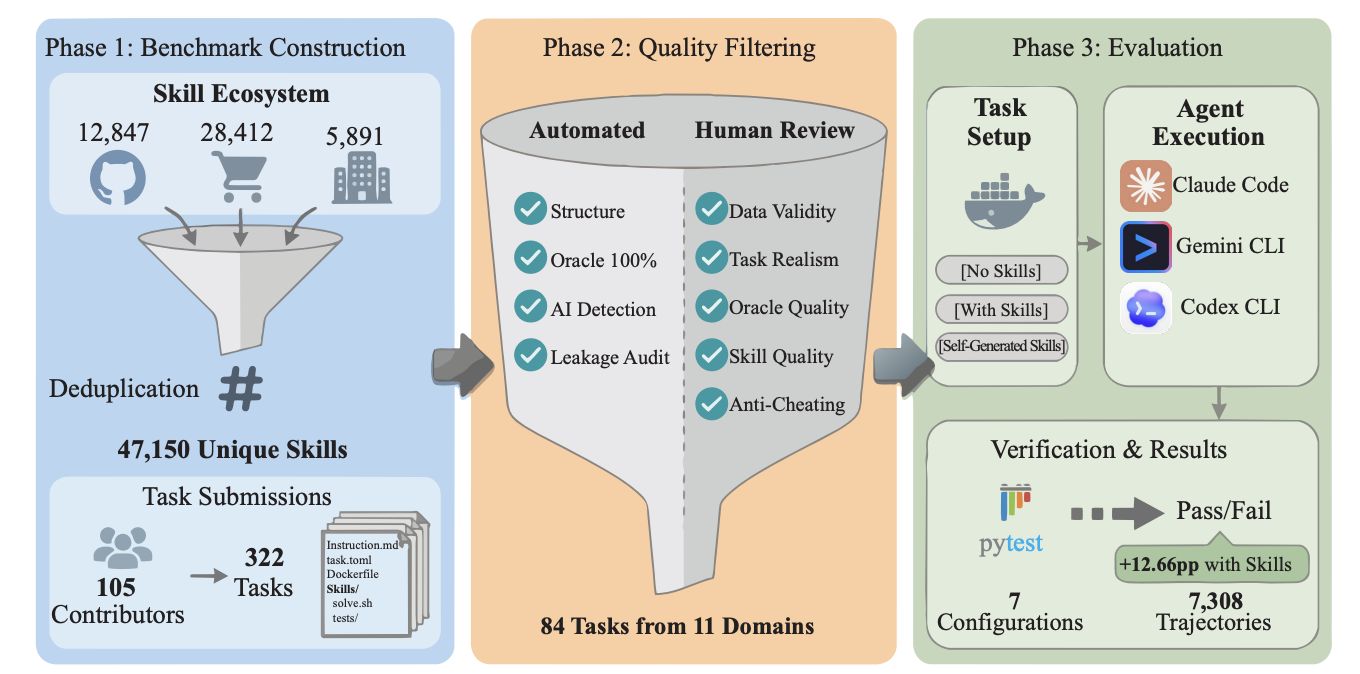 Phase 1: Benchmark Construction
Skill Ecosystem
12,847
28,412
5,891
Deduplication
#
47,150 Unique Skills
Task Submissions
105
Contributors
322
Tasks
Instruction.md
task.toml
Dockerfile
Skills/
solve.sh
tests/
Phase 2: Quality Filtering
Automated
Structure
Oracle 100%
AI Detection
Leakage Audit
Human Review
Data Validity
Task Realism
Oracle Quality
Skill Quality
Anti-Cheating
84 Tasks from 11 Domains
Phase 3: Evaluation
Task
Setup
[No Skills]
[With Skills]
[Self-Generated Skills]
Agent
Execution
Claude Code
Gemini CLI
Codex CLI
Verification & Results
pytest
Pass/Fail
+12.66pp with Skills
7
Configurations
7,308
Trajectories